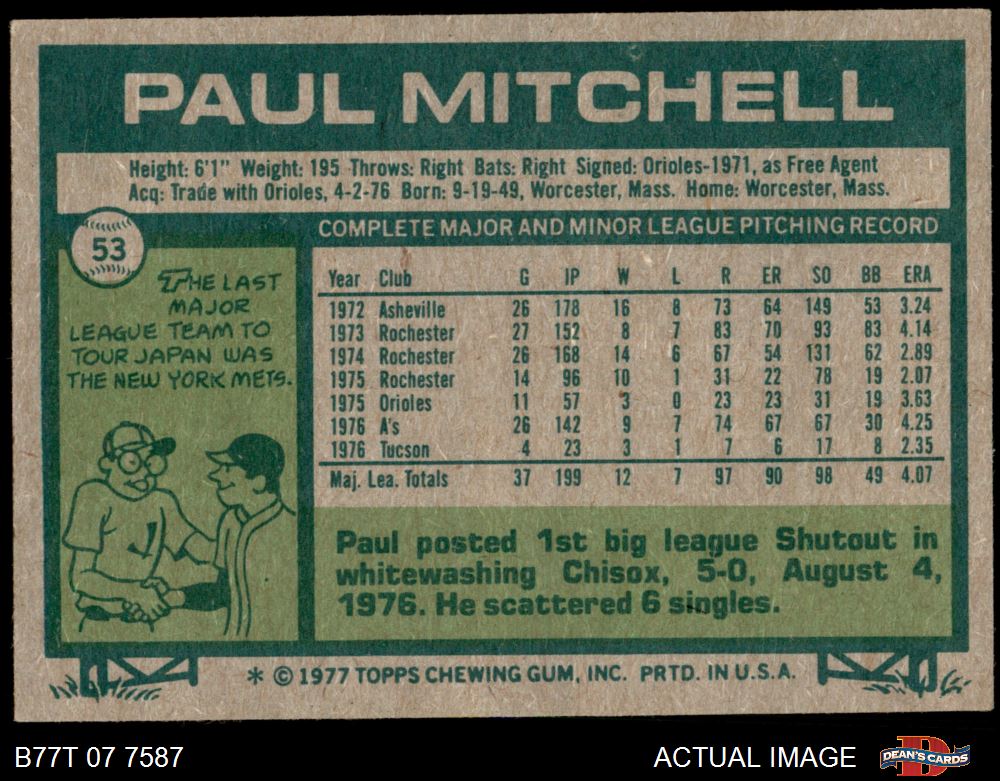 PAUL MITCHELL
Height: 6'1" Weight: 195 Throws: Right Bats: Right Signed: Orioles-1971, as Free Agent
Acq: Trade with Orioles, 4-2-76 Born: 9-19-49, Worcester, Mass. Home: Worcester, Mass.
53
THE LAST
MAJOR
LEAGUE TEAM TO
TOUR JAPAN WAS
THE NEW YORK METS.
COMPLETE MAJOR AND MINOR LEAGUE PITCHING RECORD
Year Club G IP W L R ER SO BB ERA
1972 Asheville 26 178 16 8 73 64 149 53 3.24
1973 Rochester 27 152 8 7 83 70 93 83 4.14
1974 Rochester 26 168 14 6 67 54 131 62 2.89
1975 Rochester 14 96 10 1 31 22 78 19 2.07
1975 Orioles 11 57 3 0 23 23 31 19 3.63
1976 A's 26 142 9 7 74 67 67 30 4.25
1976 Tucson 4 23 3 1 7 6 17 8 2.35
Maj. Lea. Totals 37 199 12 7 97 90 98 49 4.07
Paul posted 1st big league Shutout in
whitewashing Chisox, 5-0, August 4,
1976. He scattered 6 singles.
* © 1977 TOPPS CHEWING GUM, INC. PRTD. IN U.S.A.
B77T 07 7587
ACTUAL IMAGE
DEAN'S CARDS